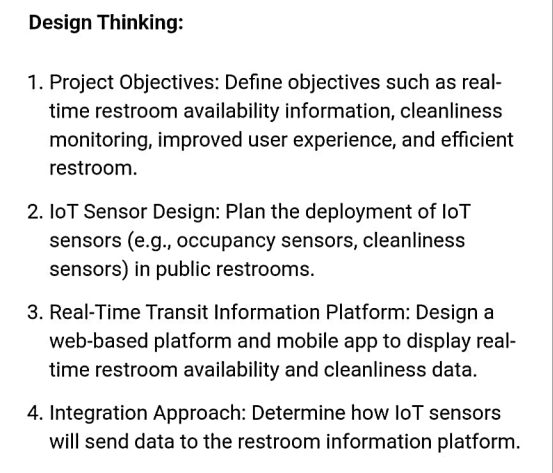 Design Thinking:
1. Project Objectives: Define objectives such as real-
time restroom availability information, cleanliness
monitoring, improved user experience, and efficient
restroom.
2. IoT Sensor Design: Plan the deployment of IoT
sensors (e.g., occupancy sensors, cleanliness
sensors) in public restrooms.
3. Real-Time Transit Information Platform: Design a
web-based platform and mobile app to display real-
time restroom availability and cleanliness data.
4. Integration Approach: Determine how IoT sensors
will send data to the restroom information platform.